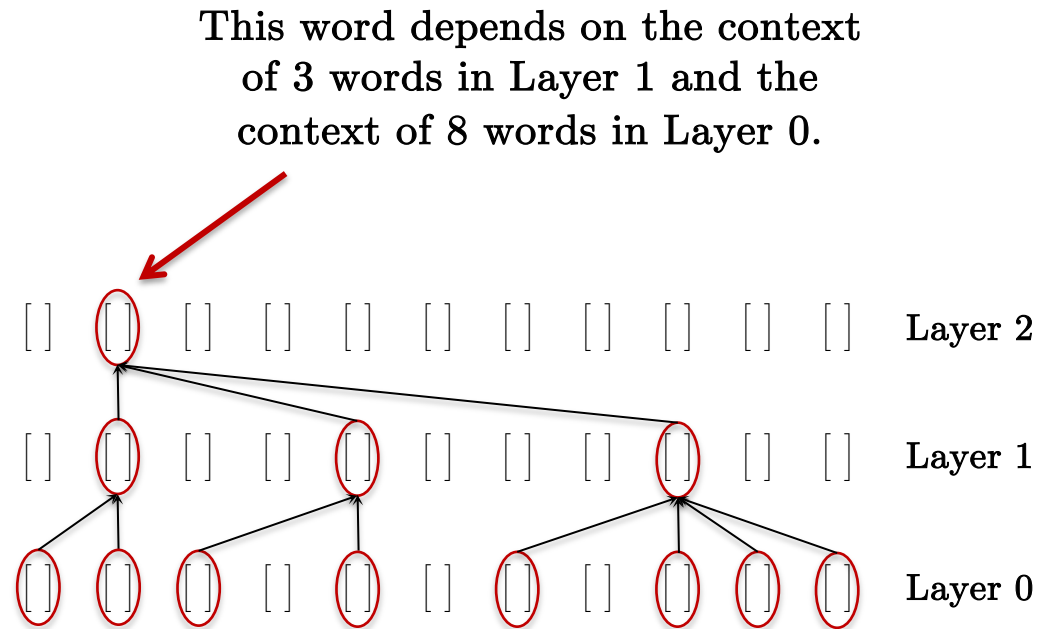 This word depends on the context
of 3 words in Layer 1 and the
context of 8 words in Layer 0.
[ ] [ ] [ ] [ ] [ ] [ ] [ ] [ ] [ ] [ ] [ ] Layer 2
[ ] [ ] [ ] [ ] [ ] [ ] [ ] [ ] [ ] [ ] [ ] Layer 1
[ ] [ ] [ ] [ ] [ ] [ ] [ ] [ ] [ ] [ ] [ ] Layer 0